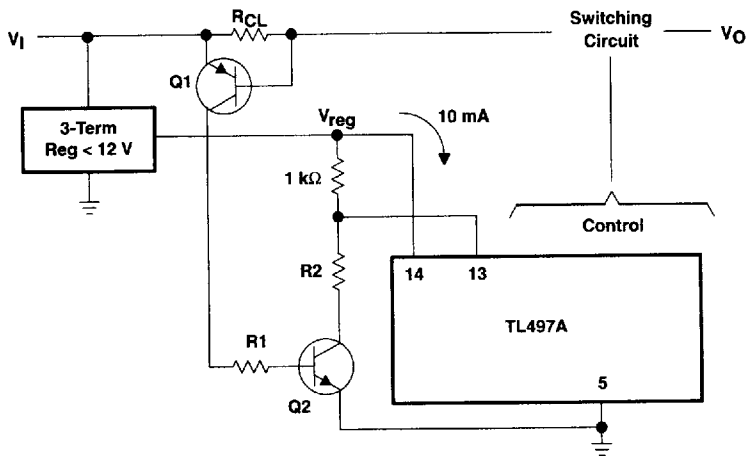 RCL
Switching
Circuit
VI
VO
Q1
3-Term
Reg < 12 V
Vreg
10 mA
1 kΩ
Control
R2
14
13
TL497A
R1
5
Q2